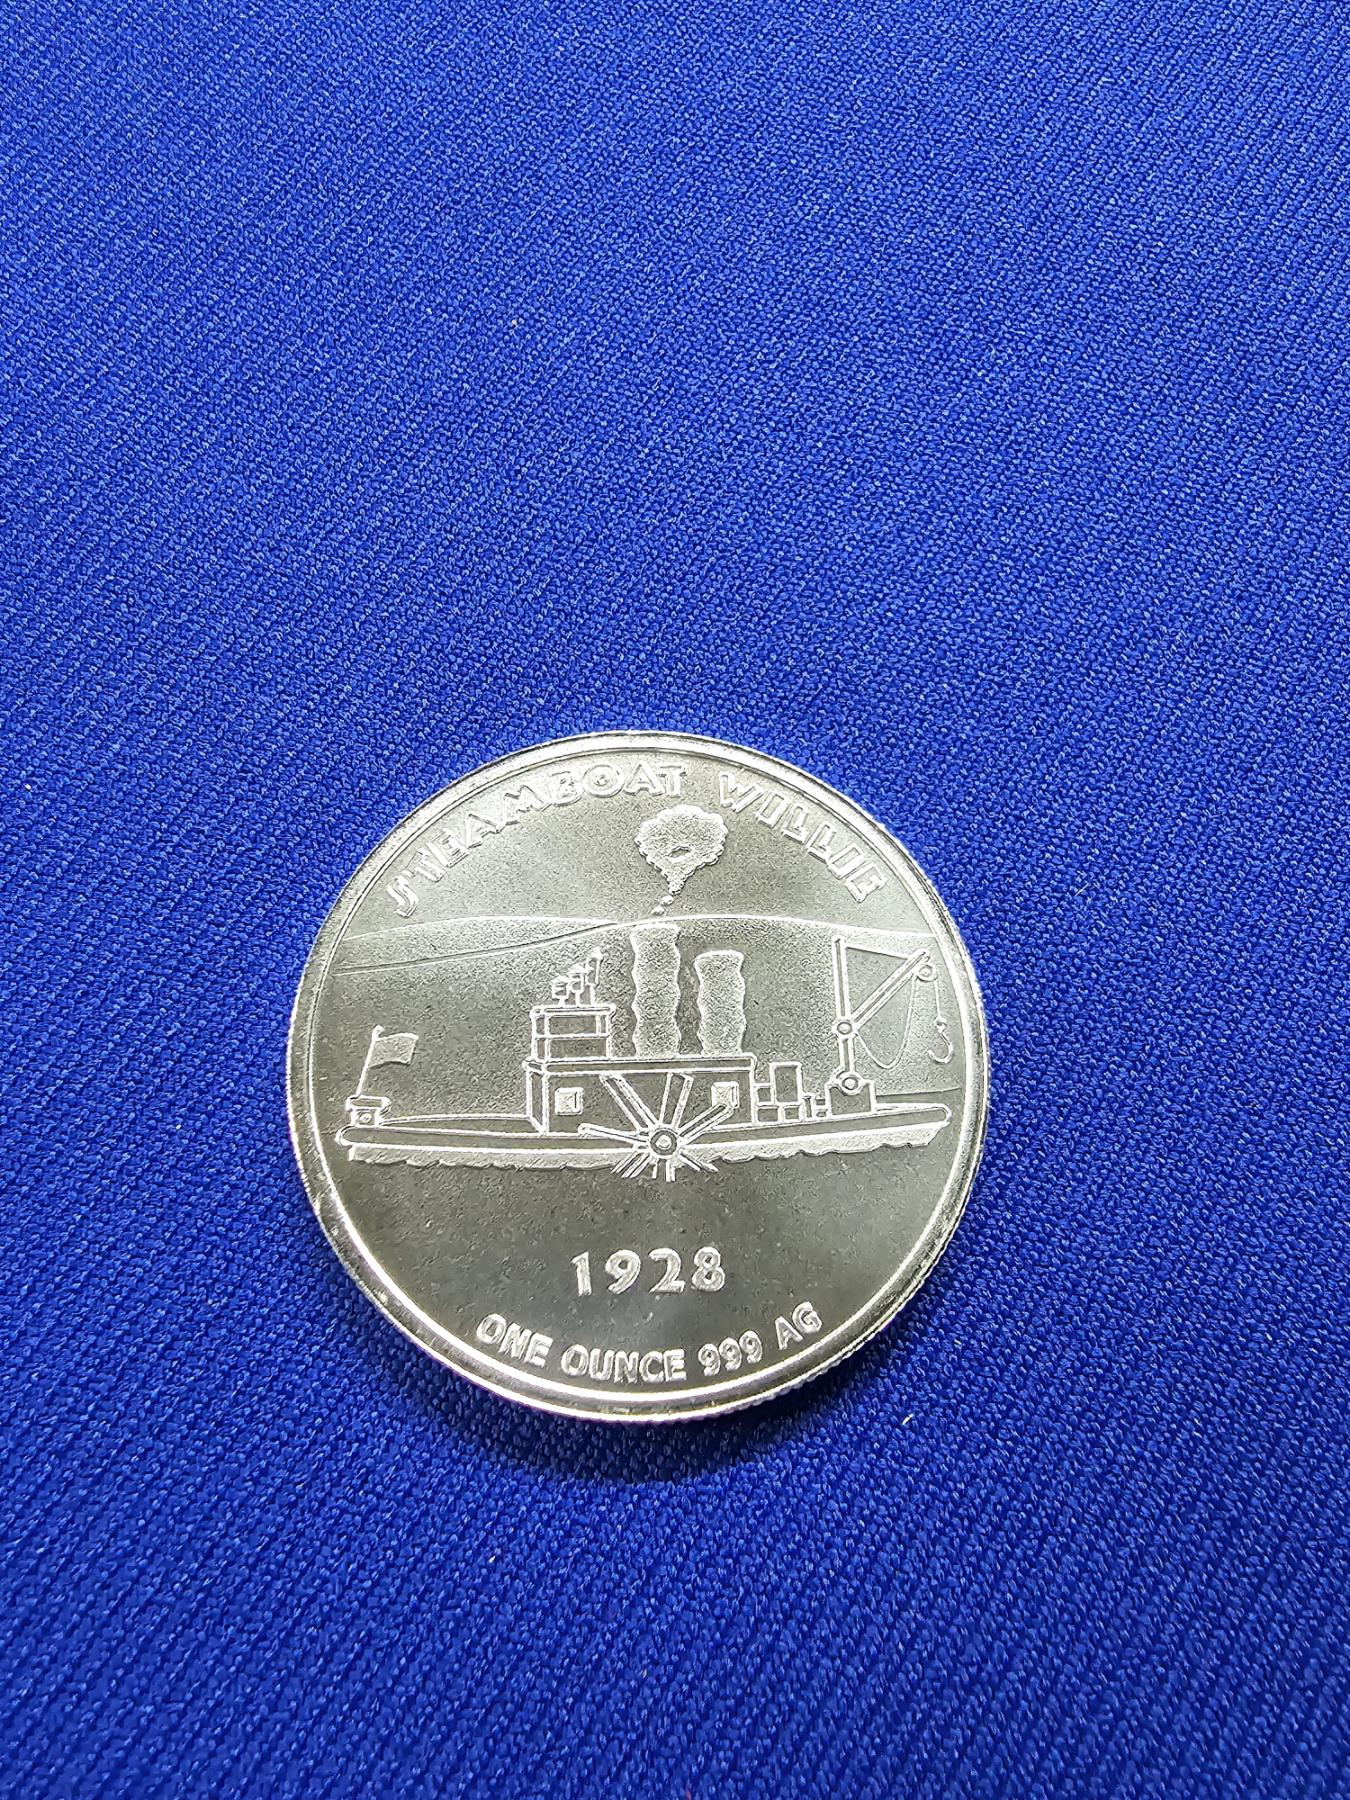 STEAMBOAT WILLIE
1928
ONE OUNCE 999 AG